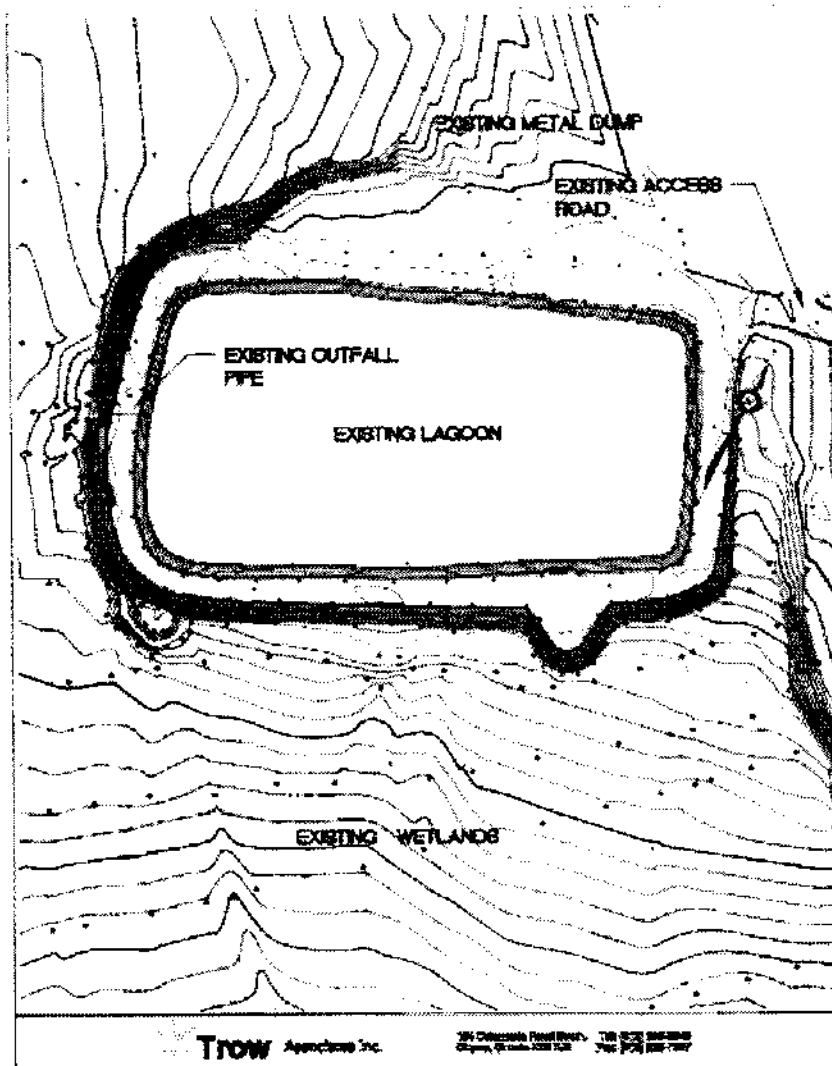 EXISTING METAL DUMP
EXISTING ACCESS
ROAD
EXISTING OUTFALL
PIPE
EXISTING LAGOON
EXISTING WETLANDS
Trow Associates Inc.